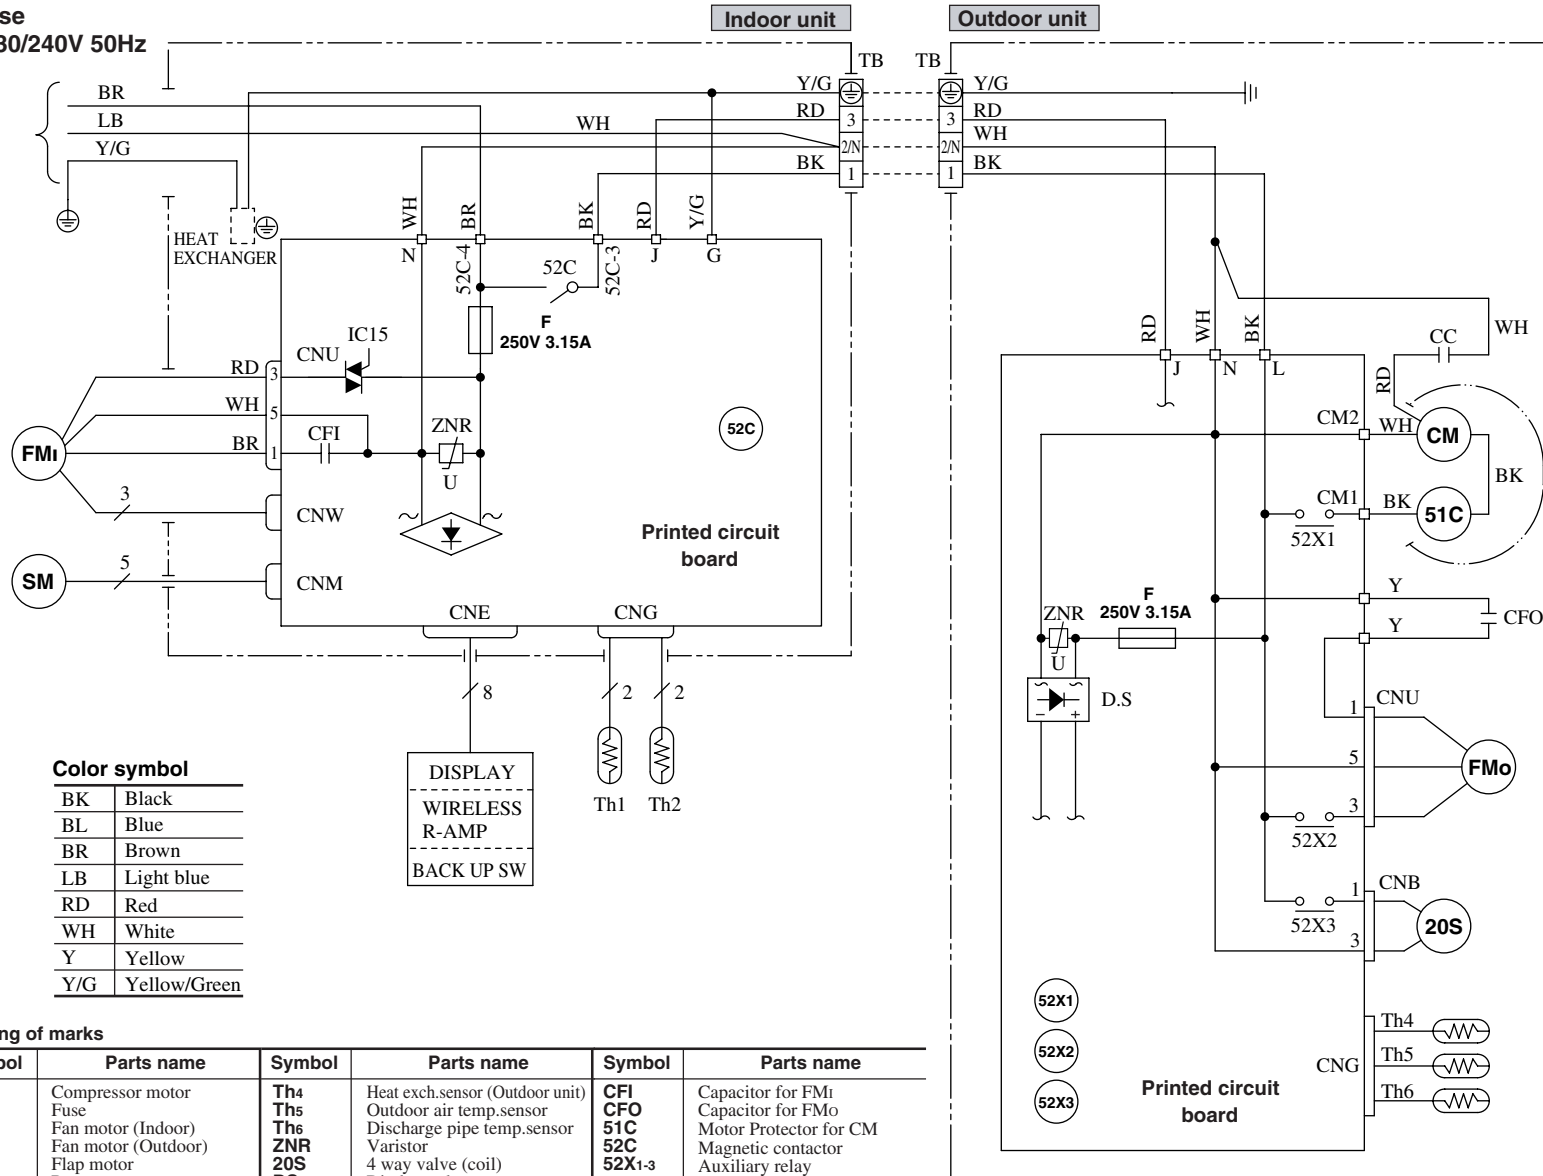 se
30/240V 50Hz
Indoor unit
Outdoor unit
TB
TB
BR
LB
Y/G
WH
Y/G
RD
BK
3
2/N
1
3
2/N
1
Y/G
RD
WH
BK
HEAT
EXCHANGER
WH
BR
BK
RD
Y/G
N
52C-4
52C
52C-3
J
G
F
250V 3.15A
IC15
CNU
RD
3
WH
5
BR
1
CFI
ZNR
U
52C
FMI
3
CNW
SM
5
CNM
Printed circuit
board
CNE
CNG
8
2
2
DISPLAY
WIRELESS
R-AMP
BACK UP SW
Th1
Th2
RD
WH
BK
J
N
L
CC
WH
RD
CM2
WH
CM
BK
CM1
BK
51C
52X1
Y
CFO
Y
F
250V 3.15A
ZNR
U
D.S
－
+
1
CNU
5
FMO
3
52X2
1
CNB
52X3
20S
3
52X1
52X2
52X3
CNG
Th4
Th5
Th6
Printed circuit
board
Color symbol
BK Black
BL Blue
BR Brown
LB Light blue
RD Red
WH White
Y Yellow
Y/G Yellow/Green
ng of marks
bol Parts name Symbol Parts name Symbol Parts name
Compressor motor Th4 Heat exch.sensor (Outdoor unit) CFI Capacitor for FMI
Fuse Th5 Outdoor air temp.sensor CFO Capacitor for FMO
Fan motor (Indoor) Th6 Discharge pipe temp.sensor 51C Motor Protector for CM
Fan motor (Outdoor) ZNR Varistor 52C Magnetic contactor
Flap motor 20S 4 way valve (coil) 52X1-3 Auxiliary relay